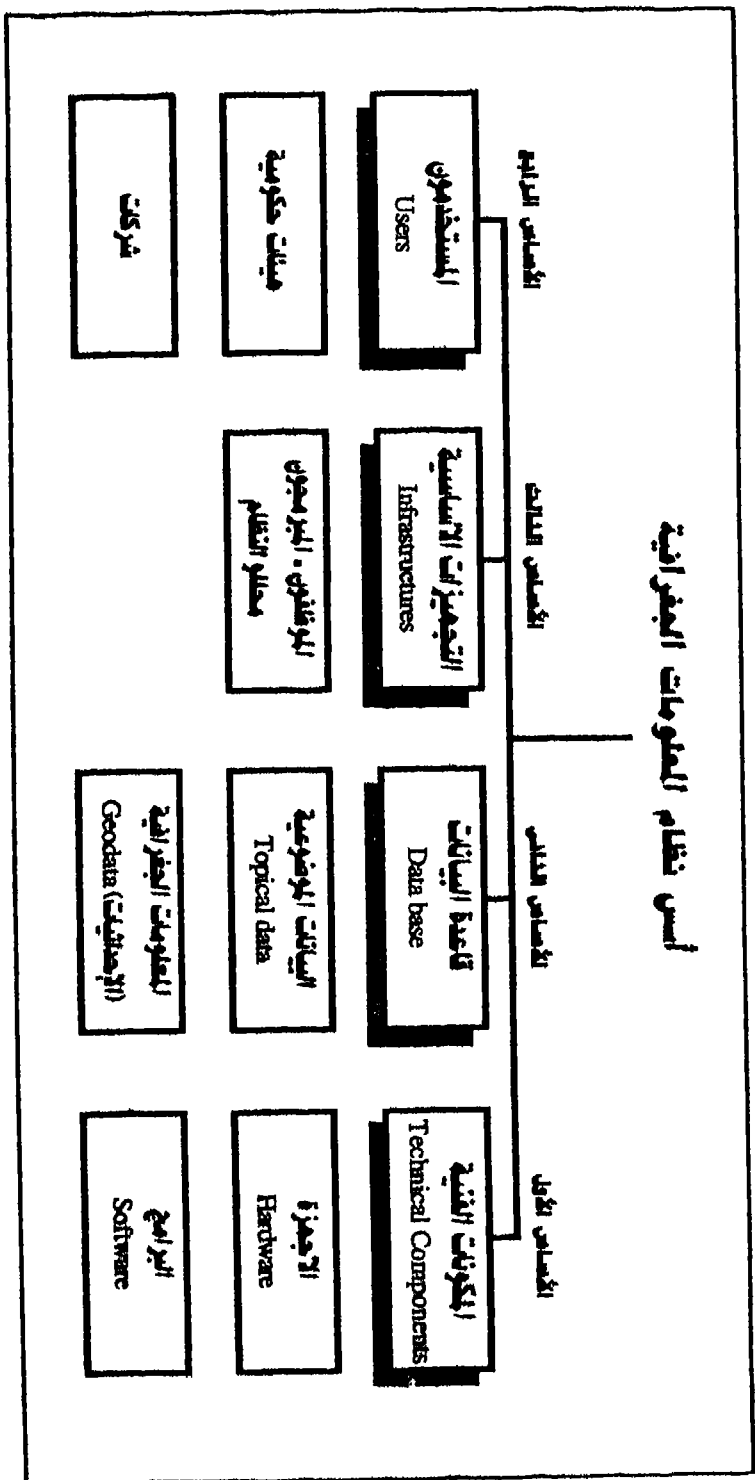 أسس نظام المعلومات الجغرافية
الأساس الأول
الأساس الثانى
الأساس الثالث
الأساس الرابع
المكونات الفنية
Technical Components
قاعدة البيانات
Data base
التجهيزات الأساسية
Infrastructures
المستخدمون
Users
الأجهزة
Hardware
البيانات الموضوعية
Topical data
الموظفون - المبرمجون
محللو النظام
هيئات حكومية
البرامج
Software
المعلومات الجغرافية
Geodata (الإحداثيات)
شركات